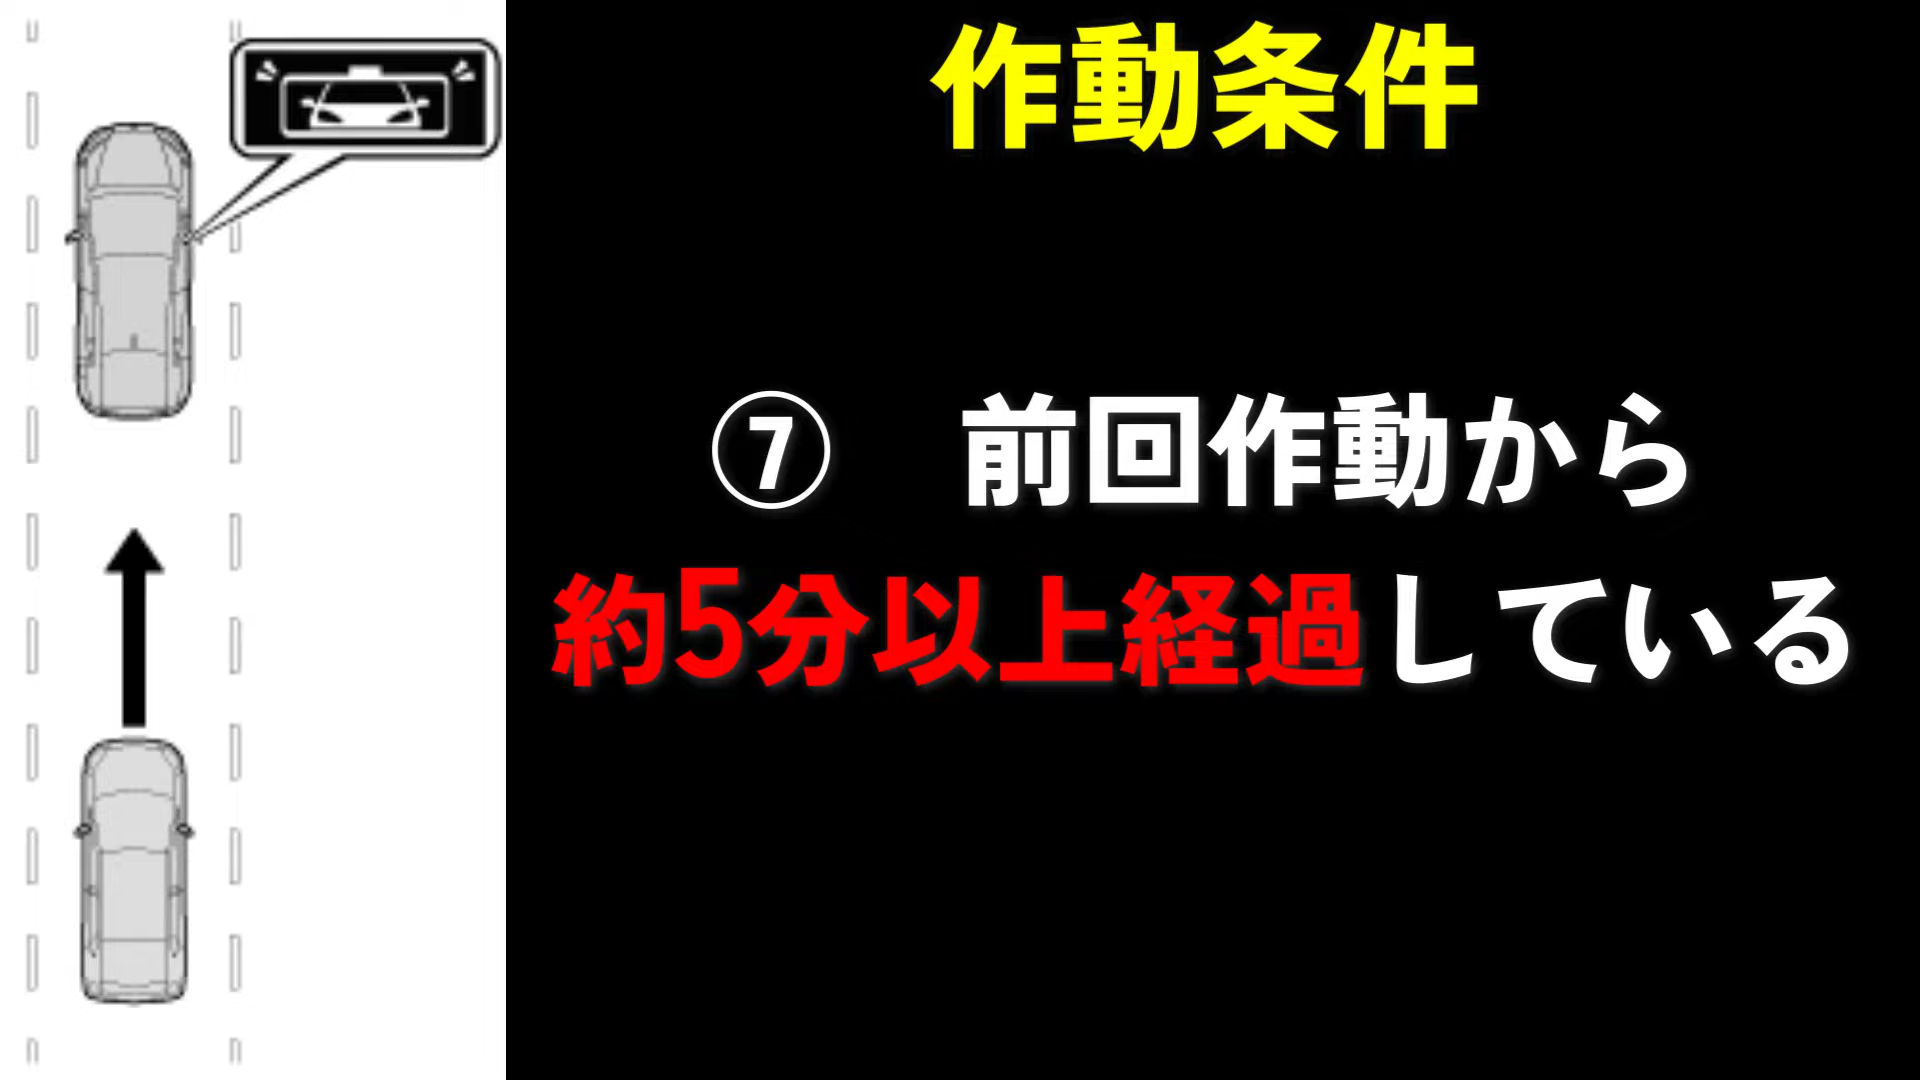 作動条件
⑦　前回作動から
約5分以上経過している